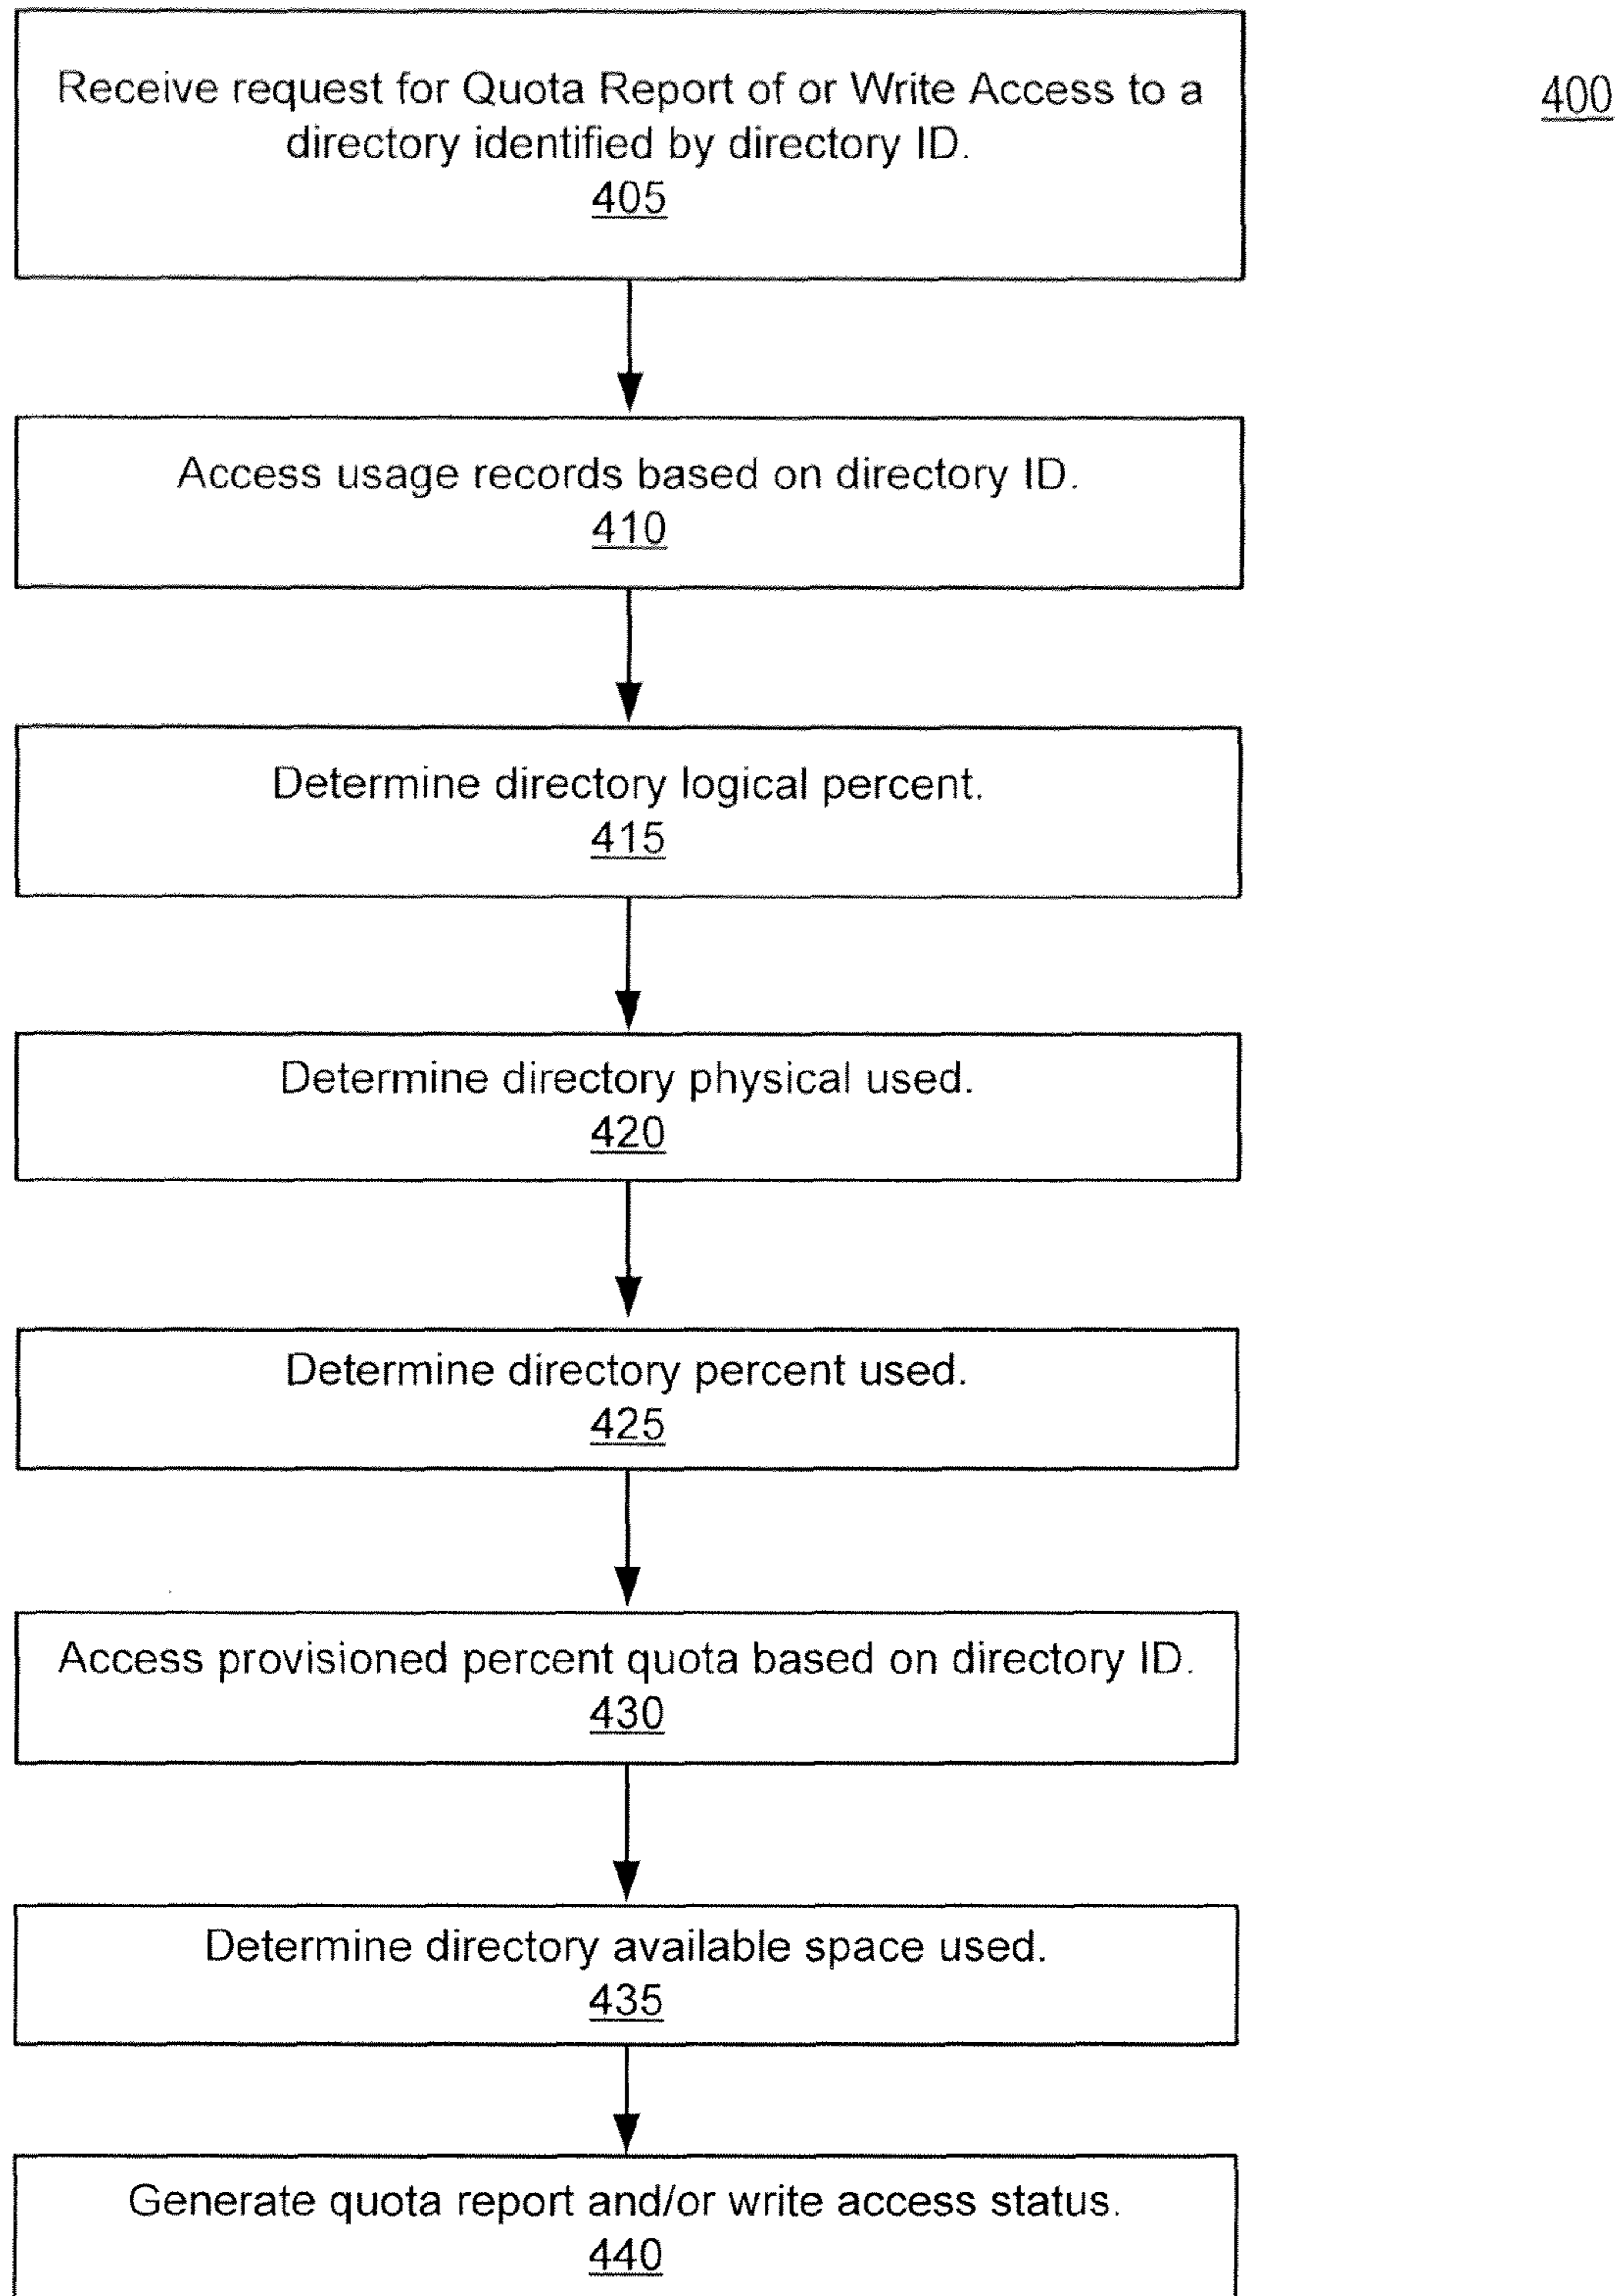 Receive request for Quota Report of or Write Access to a
directory identified by directory ID.
405
400
Access usage records based on directory ID.
410
Determine directory logical percent.
415
Determine directory physical used.
420
Determine directory percent used.
425
Access provisioned percent quota based on directory ID.
430
Determine directory available space used.
435
Generate quota report and/or write access status.
440